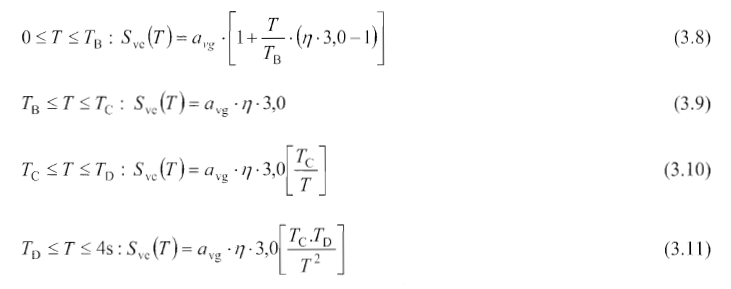 0 ≤ T ≤ T_B : S_ve(T) = a_vg · [1 + T/T_B · (η · 3,0 − 1)] (3.8)
T_B ≤ T ≤ T_C : S_ve(T) = a_vg · η · 3,0 (3.9)
T_C ≤ T ≤ T_D : S_ve(T) = a_vg · η · 3,0 [T_C/T] (3.10)
T_D ≤ T ≤ 4s : S_ve(T) = a_vg · η · 3,0 [T_C.T_D/T²] (3.11)